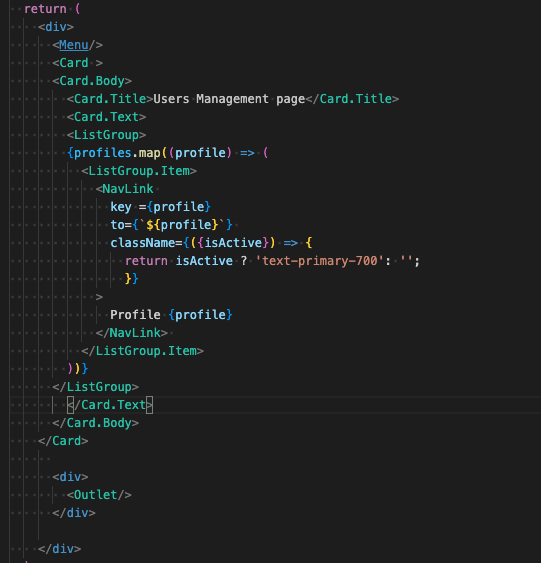 return (
<div>
<Menu/>
<Card >
<Card.Body>
<Card.Title>Users Management page</Card.Title>
<Card.Text>
<ListGroup>
{profiles.map((profile) => (
<ListGroup.Item>
<NavLink
key ={profile}
to={`${profile}`}
className={({isActive}) => {
return isActive ? 'text-primary-700': '';
}}
>
Profile {profile}
</NavLink>
</ListGroup.Item>
))}
</ListGroup>
</Card.Text>
</Card.Body>
</Card>
<div>
<Outlet/>
</div>
</div>